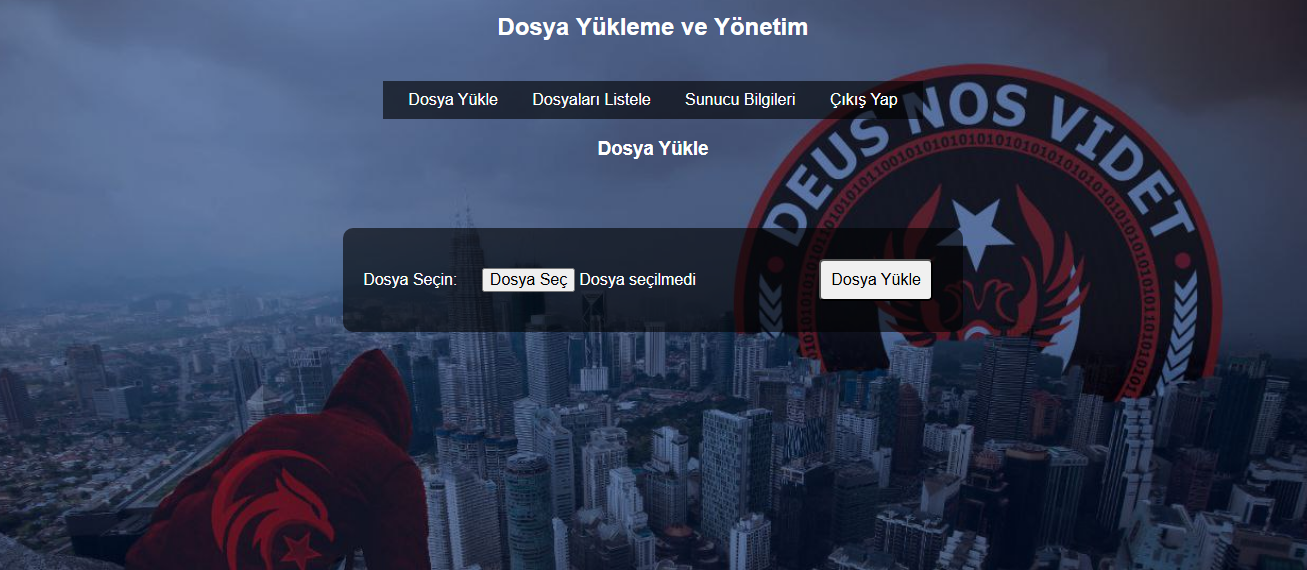 Dosya Yükleme ve Yönetim
Dosya Yükle Dosyaları Listele Sunucu Bilgileri Çıkış Yap
Dosya Yükle
DEUS NOS VIDET
Dosya Seçin: Dosya Seç Dosya seçilmedi Dosya Yükle